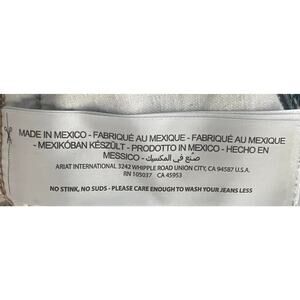 MADE IN MEXICO - FABRIQUÉ AU MEXIQUE - FABRIQUÉ AU MEXIQUE
- MEXIKÓBAN KÉSZÜLT - PRODOTTO IN MEXICO - HECHO EN
MESSICO - صنع في المكسيك
ARIAT INTERNATIONAL 3242 WHIPPLE ROAD UNION CITY, CA 94587 U.S.A.
RN 105037 CA 45953
NO STINK, NO SUDS - PLEASE CARE ENOUGH TO WASH YOUR JEANS LESS